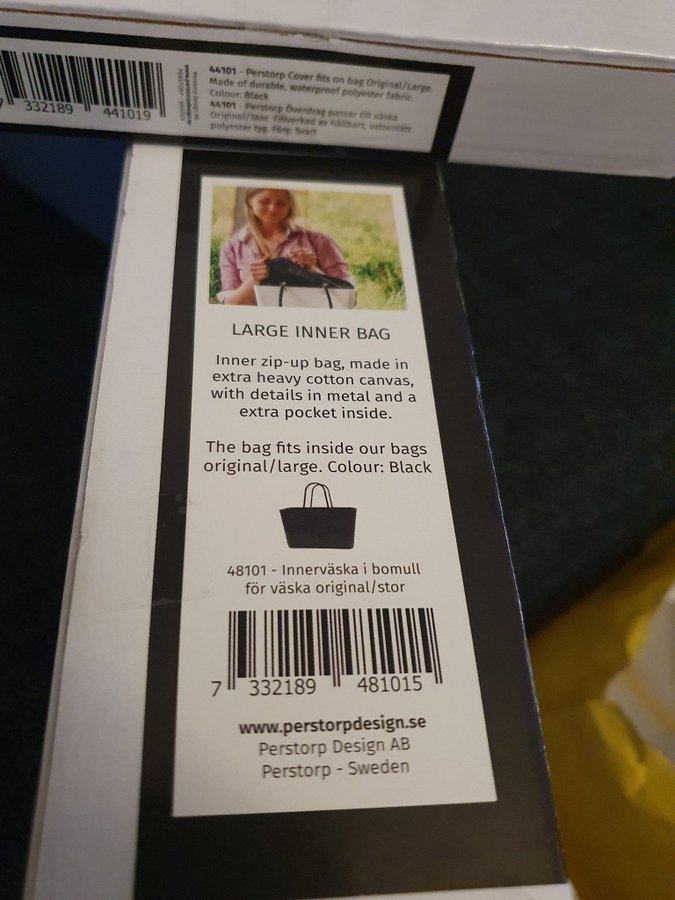 44101 - Perstorp Cover fits on bag Original/Large.
Made of durable, waterproof polyester fabric.
Colour: Black
44101 - Perstorp Överdrag passar till väska
Original/Stor. Tillverkad av hållbart, vattentätt
polyester tyg. Färg: Svart
7 332189 441019
LARGE INNER BAG
Inner zip-up bag, made in
extra heavy cotton canvas,
with details in metal and a
extra pocket inside.
The bag fits inside our bags
original/large. Colour: Black
48101 - Innerväska i bomull
för väska original/stor
7 332189 481015
www.perstorpdesign.se
Perstorp Design AB
Perstorp - Sweden